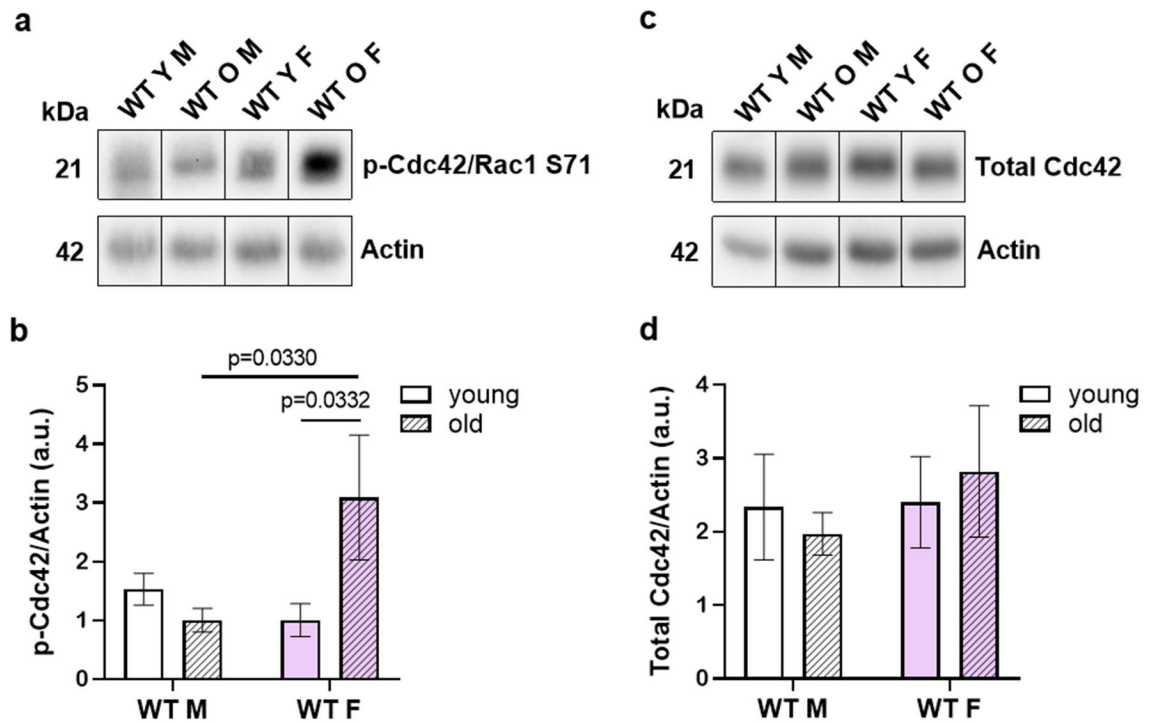 a
WT Y M
WT O M
WT Y F
WT O F
kDa
21
p-Cdc42/Rac1 S71
42
Actin
c
WT Y M
WT O M
WT Y F
WT O F
kDa
21
Total Cdc42
42
Actin
b
p=0.0330
p=0.0332
young
old
p-Cdc42/Actin (a.u.)
5
4
3
2
1
0
WT M
WT F
d
young
old
Total Cdc42/Actin (a.u.)
4
3
2
1
0
WT M
WT F